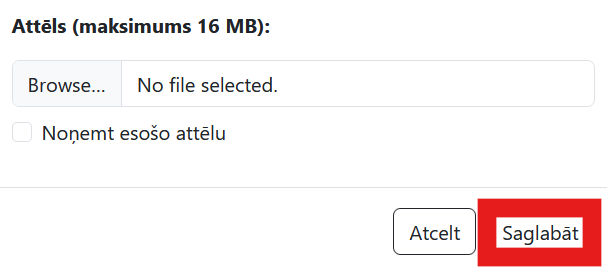 Attēls (maksimums 16 MB):
Browse... No file selected.
Noņemt esošo attēlu
Atcelt Saglabāt